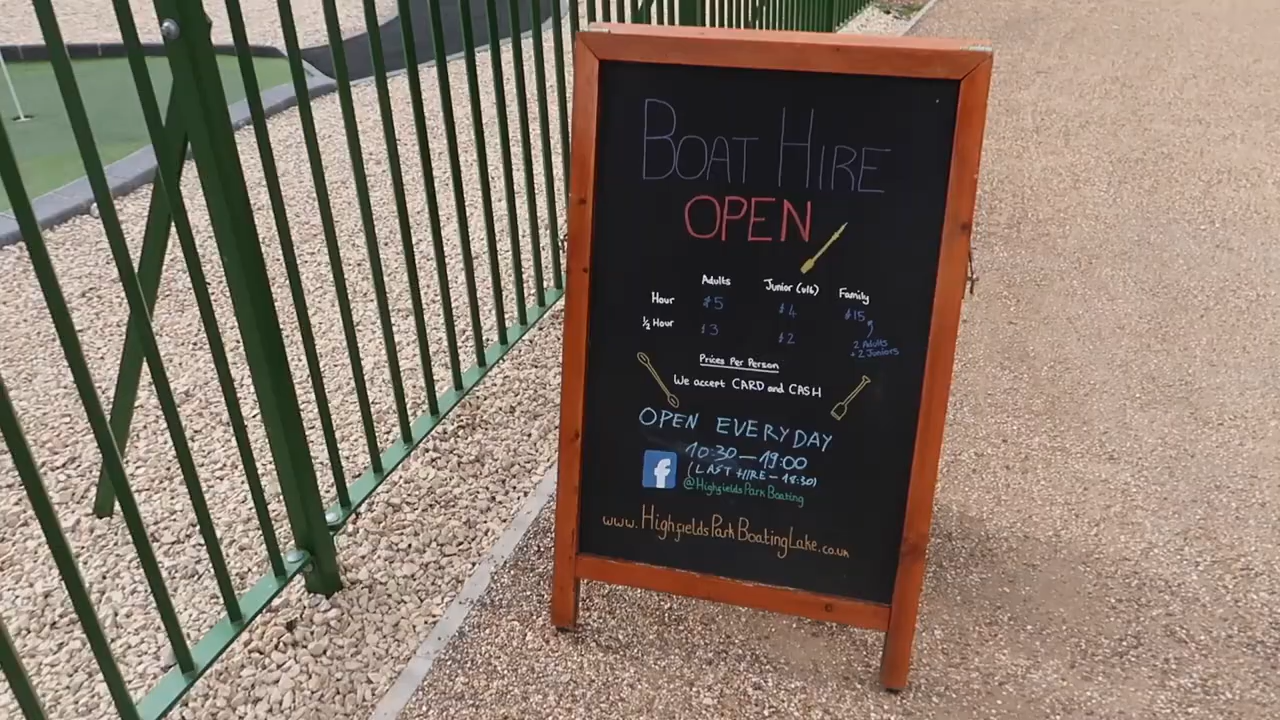 BOAT HIRE
OPEN
Adults Junior (u16) Family
Hour £5 £4 £15
½ Hour £3 £2
2 Adults
+ 2 Juniors
Prices Per Person
We accept CARD and CASH
OPEN EVERYDAY
10:30 — 19:00
(LAST HIRE - 18:30)
f @HighfieldsParkBoating
www.HighfieldsParkBoatingLake.co.uk